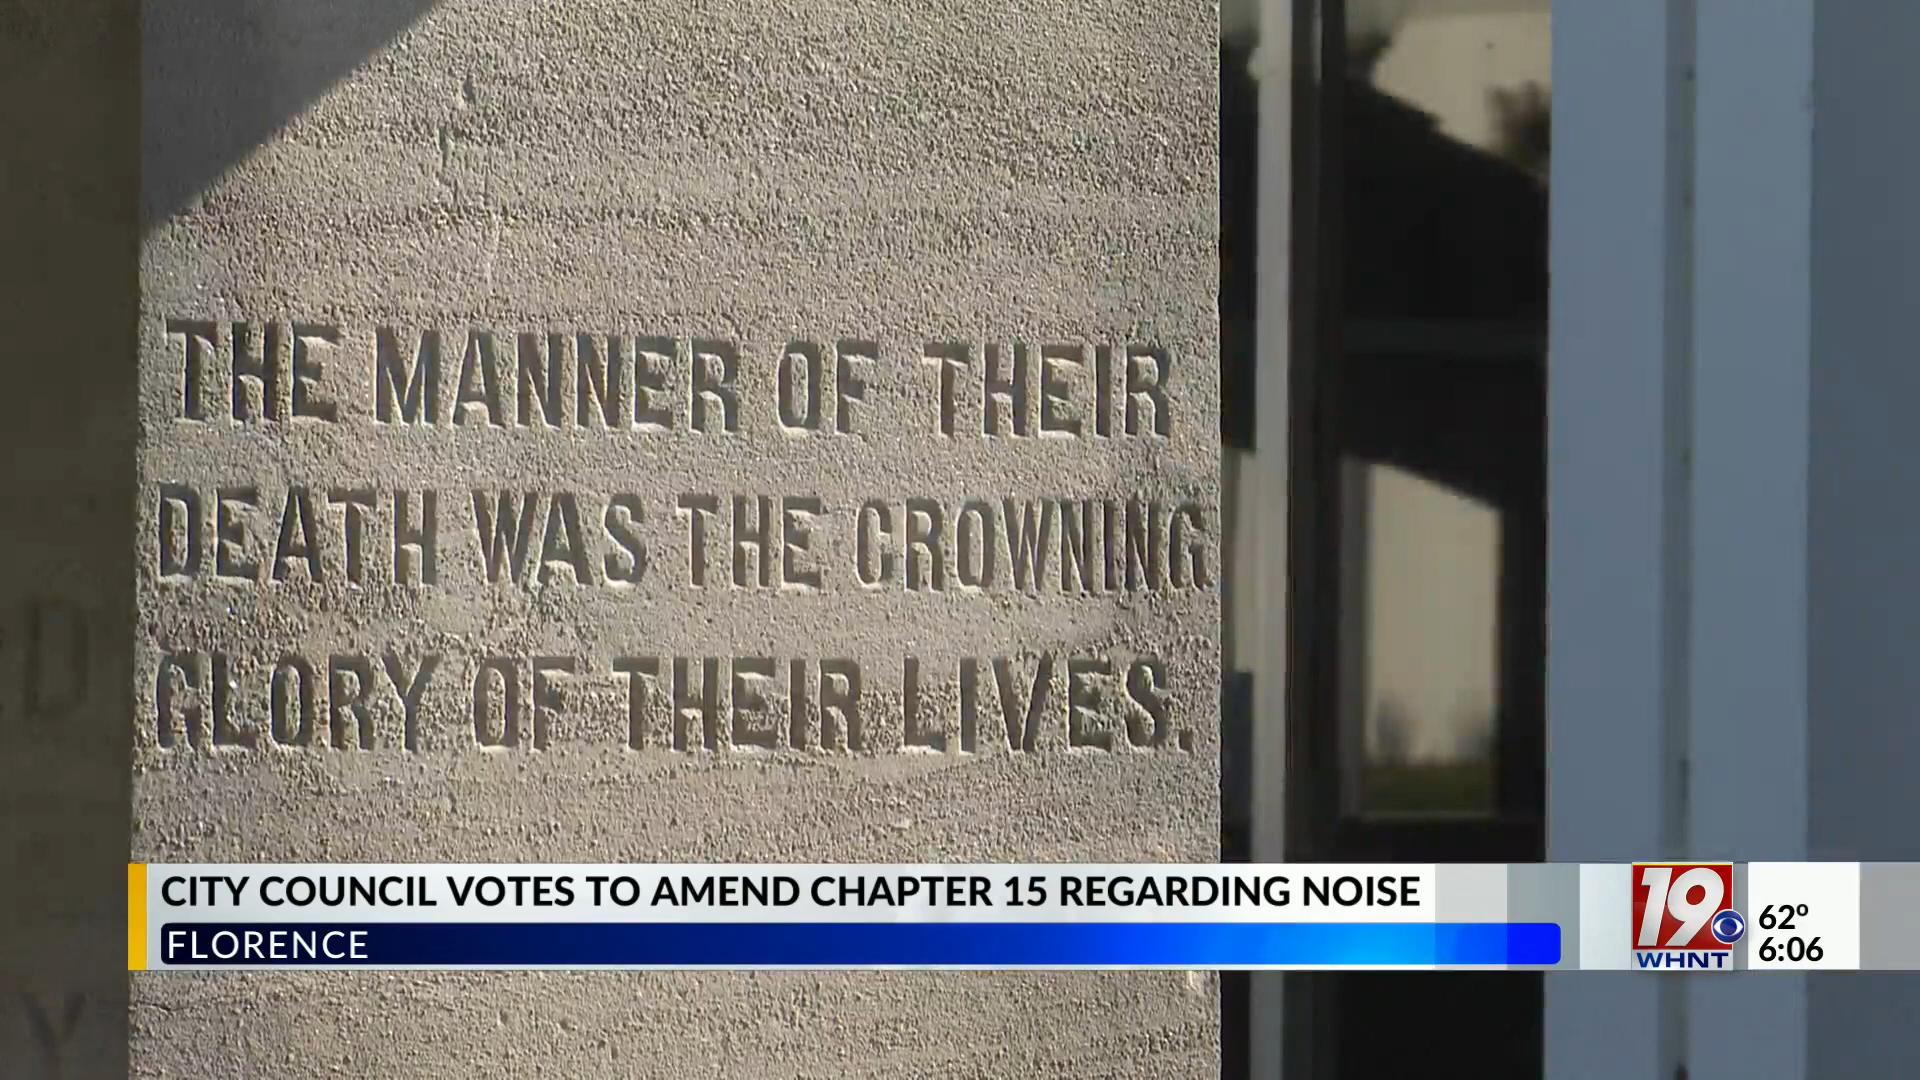 THE MANNER OF THEIR
DEATH WAS THE CROWNING
GLORY OF THEIR LIVES.
CITY COUNCIL VOTES TO AMEND CHAPTER 15 REGARDING NOISE
FLORENCE
19
WHNT
62º
6:06